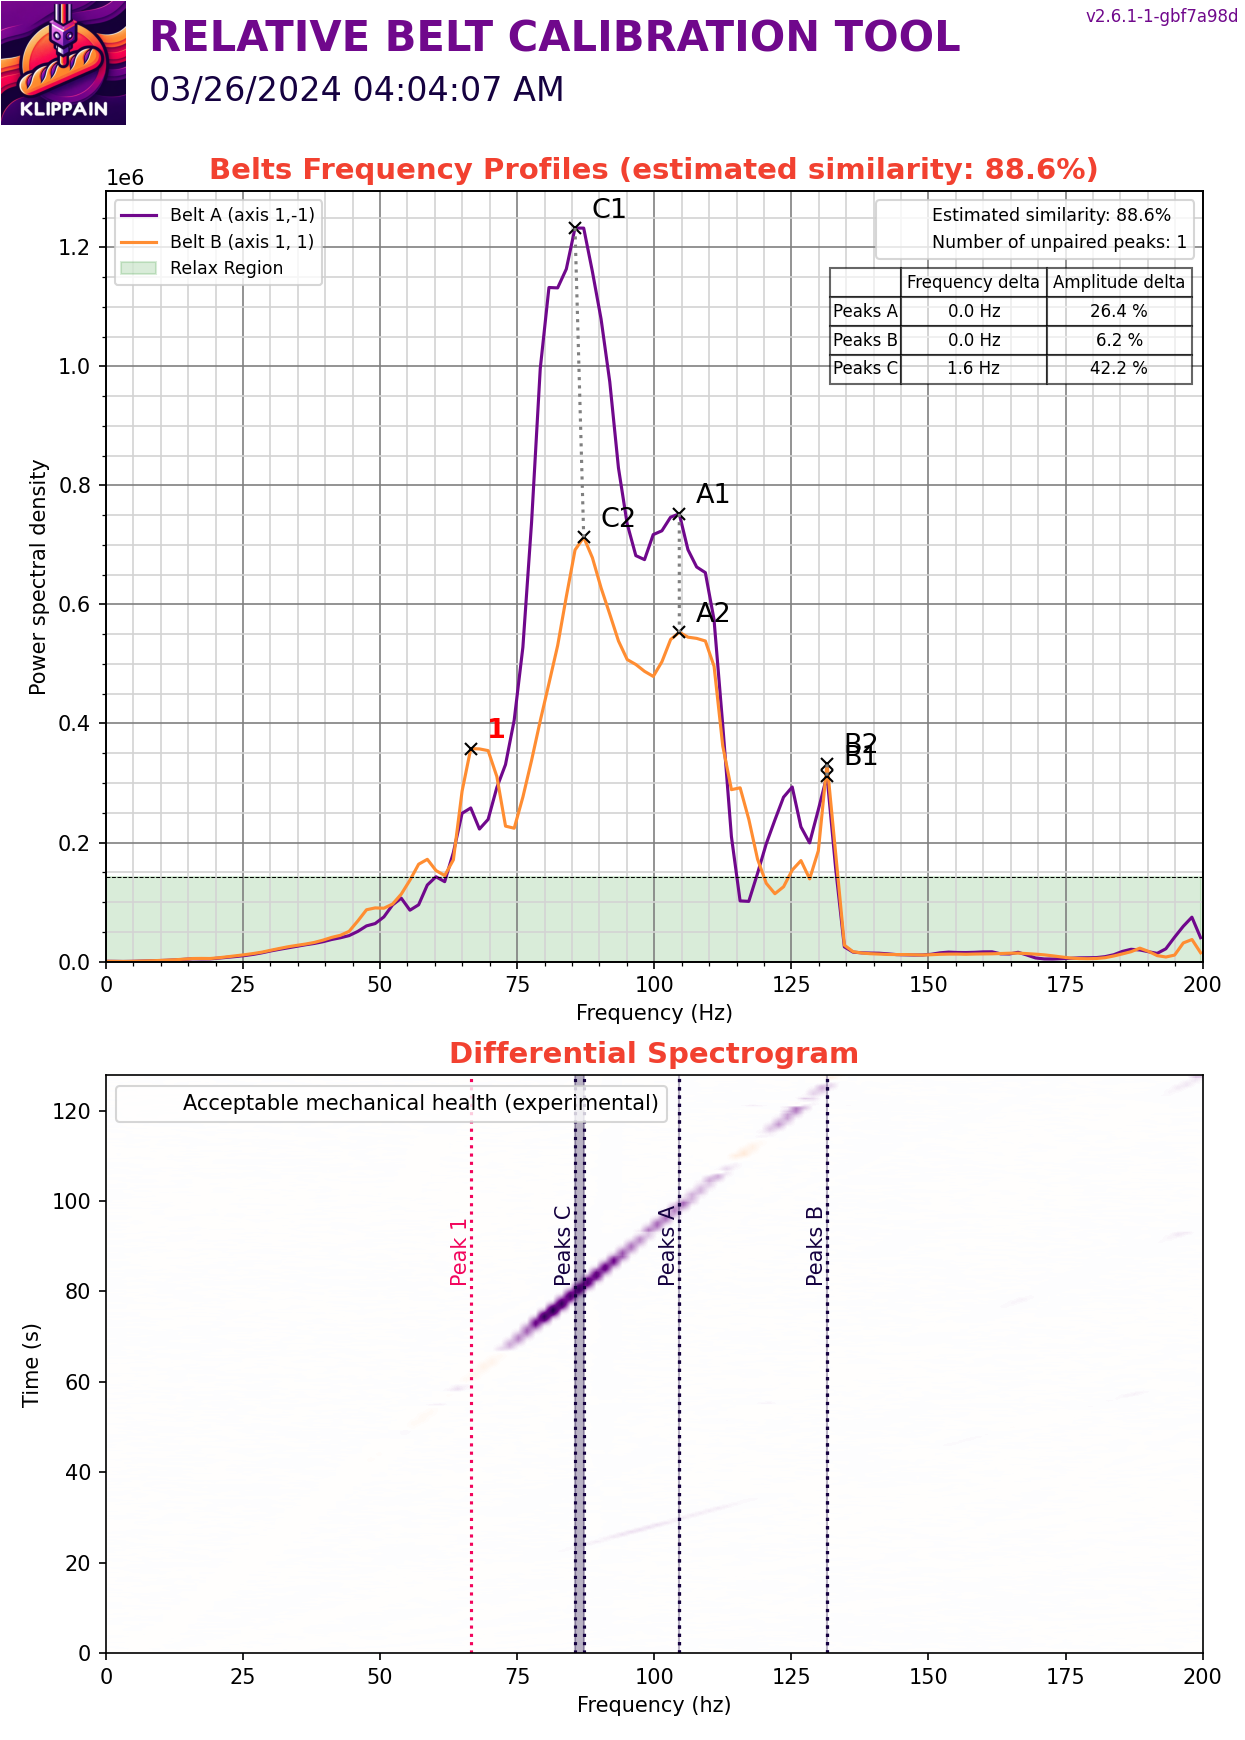 v2.6.1-1-gbf7a98d
RELATIVE BELT CALIBRATION TOOL
03/26/2024 04:04:07 AM
KLIPPAIN
Belts Frequency Profiles (estimated similarity: 88.6%)
1e6
Belt A (axis 1,-1)
Belt B (axis 1, 1)
Relax Region
Estimated similarity: 88.6%
Number of unpaired peaks: 1
Frequency delta Amplitude delta
Peaks A 0.0 Hz 26.4 %
Peaks B 0.0 Hz 6.2 %
Peaks C 1.6 Hz 42.2 %
C1
C2
A1
A2
1
B2
B1
1.2
1.0
0.8
0.6
0.4
0.2
0.0
Power spectral density
0 25 50 75 100 125 150 175 200
Frequency (Hz)
Differential Spectrogram
Acceptable mechanical health (experimental)
Peak 1
Peaks C
Peaks A
Peaks B
120
100
80
60
40
20
0
Time (s)
0 25 50 75 100 125 150 175 200
Frequency (hz)